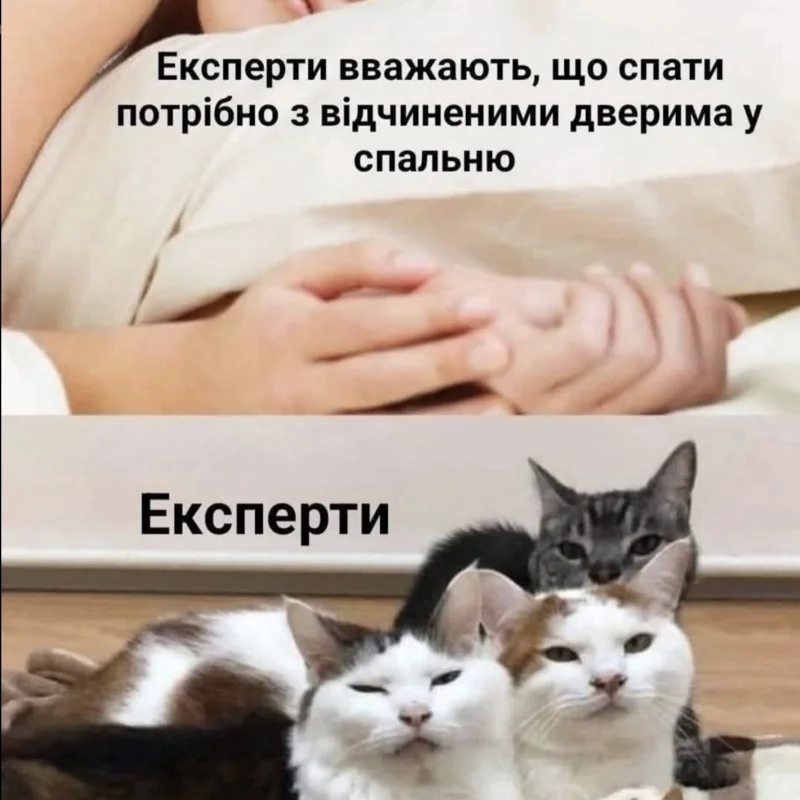 Експерти вважають, що спати
потрібно з відчиненими дверима у
спальню
Експерти